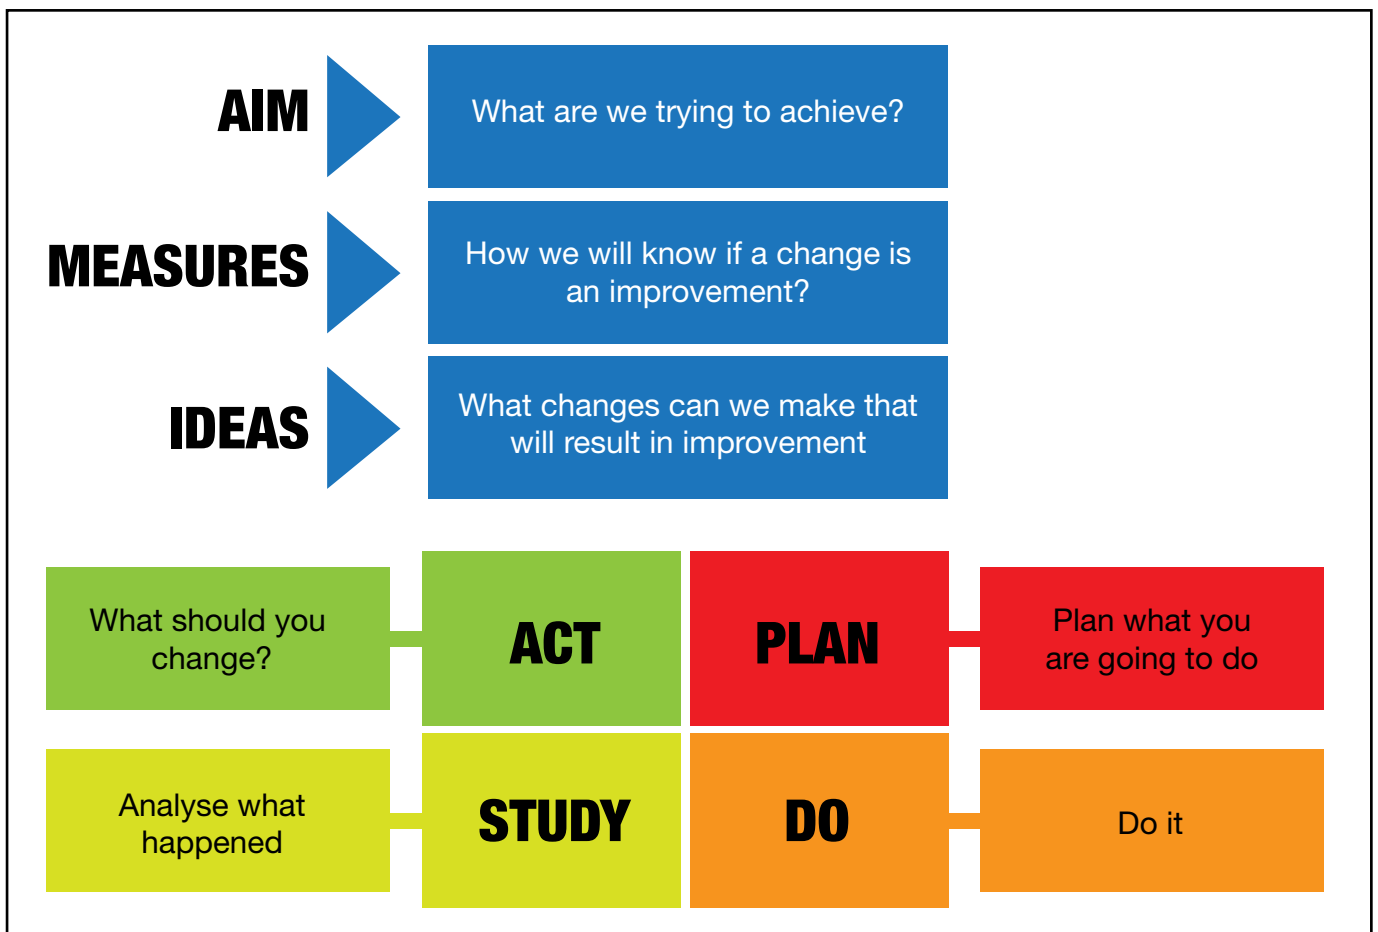 AIM
What are we trying to achieve?
MEASURES
How we will know if a change is
an improvement?
IDEAS
What changes can we make that
will result in improvement
What should you
change?
ACT
PLAN
Plan what you
are going to do
Analyse what
happened
STUDY
DO
Do it